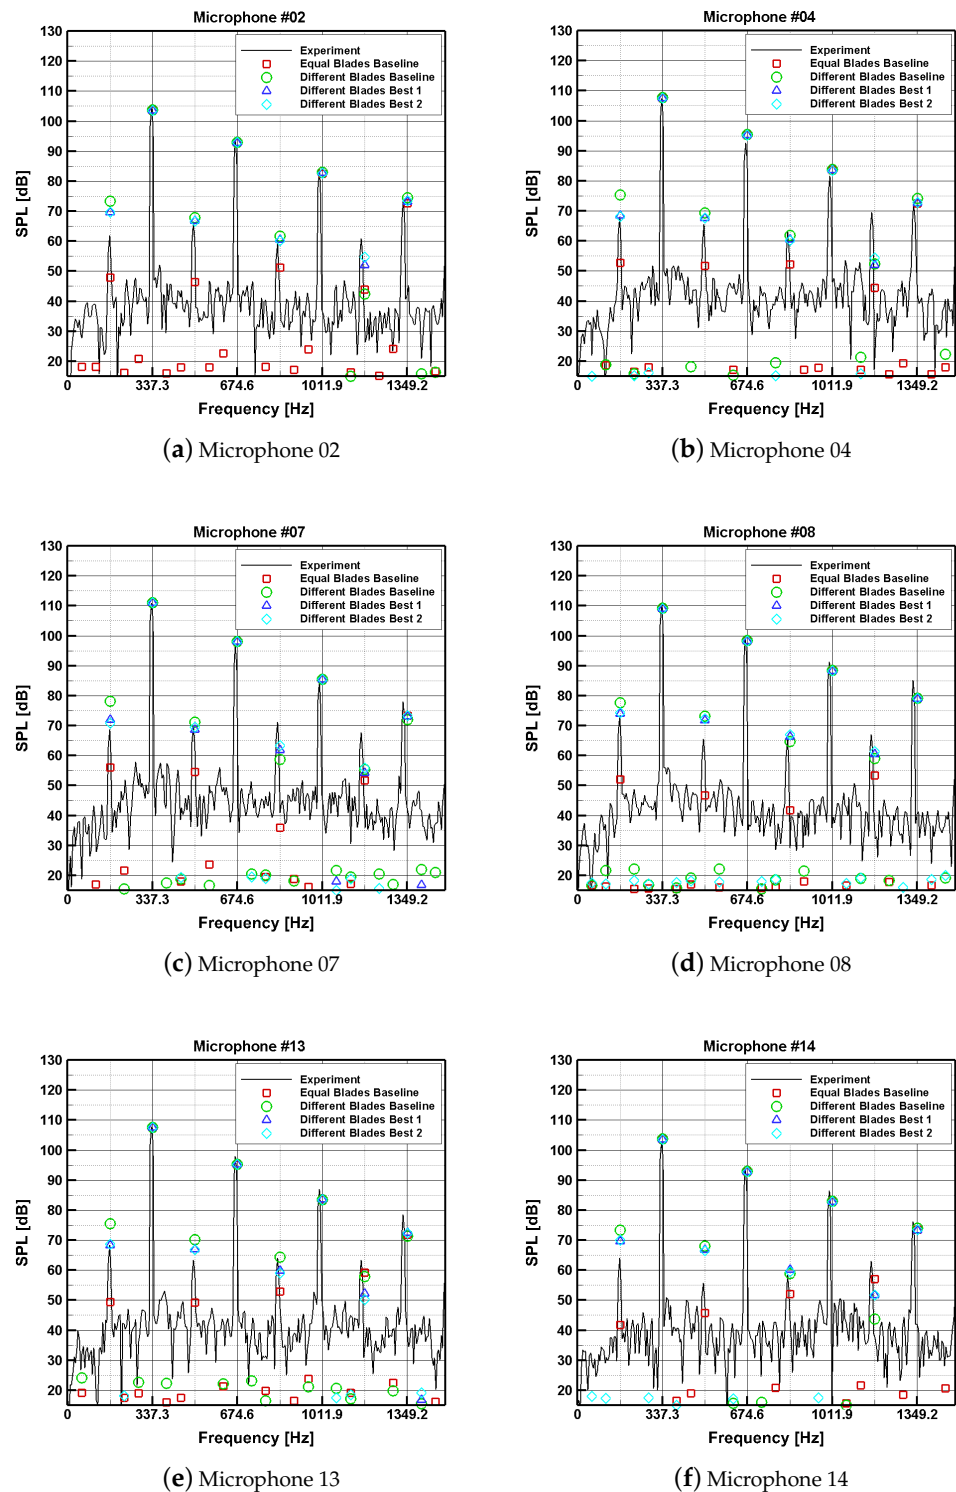 Microphone #02
SPL [dB]
130
120
110
100
90
80
70
60
50
40
30
20
Experiment
Equal Blades Baseline
Different Blades Baseline
Different Blades Best 1
Different Blades Best 2
0 337.3 674.6 1011.9 1349.2
Frequency [Hz]
(a) Microphone 02
Microphone #04
SPL [dB]
130
120
110
100
90
80
70
60
50
40
30
20
Experiment
Equal Blades Baseline
Different Blades Baseline
Different Blades Best 1
Different Blades Best 2
0 337.3 674.6 1011.9 1349.2
Frequency [Hz]
(b) Microphone 04
Microphone #07
SPL [dB]
130
120
110
100
90
80
70
60
50
40
30
20
Experiment
Equal Blades Baseline
Different Blades Baseline
Different Blades Best 1
Different Blades Best 2
0 337.3 674.6 1011.9 1349.2
Frequency [Hz]
(c) Microphone 07
Microphone #08
SPL [dB]
130
120
110
100
90
80
70
60
50
40
30
20
Experiment
Equal Blades Baseline
Different Blades Baseline
Different Blades Best 1
Different Blades Best 2
0 337.3 674.6 1011.9 1349.2
Frequency [Hz]
(d) Microphone 08
Microphone #13
SPL [dB]
130
120
110
100
90
80
70
60
50
40
30
20
Experiment
Equal Blades Baseline
Different Blades Baseline
Different Blades Best 1
Different Blades Best 2
0 337.3 674.6 1011.9 1349.2
Frequency [Hz]
(e) Microphone 13
Microphone #14
SPL [dB]
130
120
110
100
90
80
70
60
50
40
30
20
Experiment
Equal Blades Baseline
Different Blades Baseline
Different Blades Best 1
Different Blades Best 2
0 337.3 674.6 1011.9 1349.2
Frequency [Hz]
(f) Microphone 14